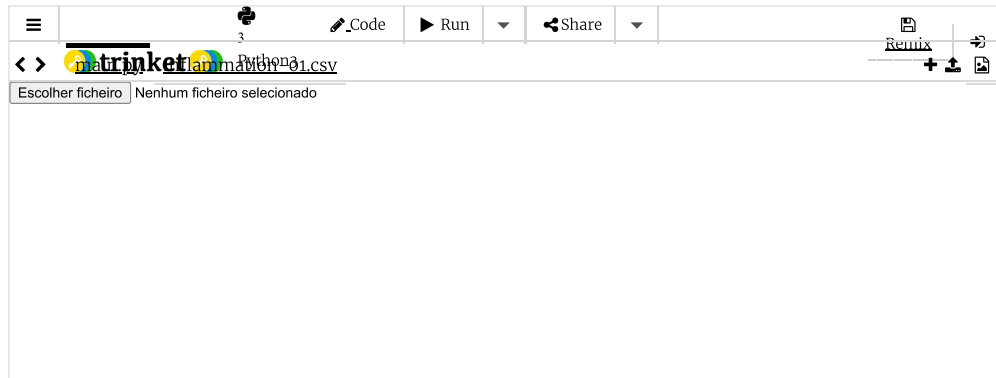 Code Run Share
3
Remix
trinket Python3
main.py inflammation-01.csv
Escolher ficheiro Nenhum ficheiro selecionado